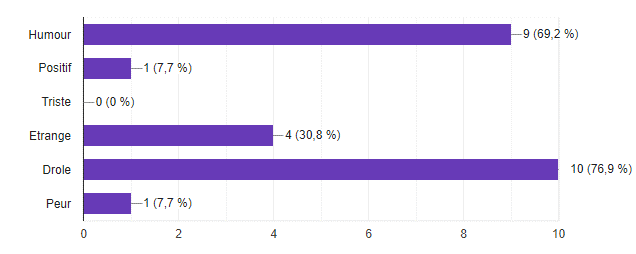 Humour 9 (69,2 %)
Positif 1 (7,7 %)
Triste 0 (0 %)
Etrange 4 (30,8 %)
Drole 10 (76,9 %)
Peur 1 (7,7 %)
0 2 4 6 8 10